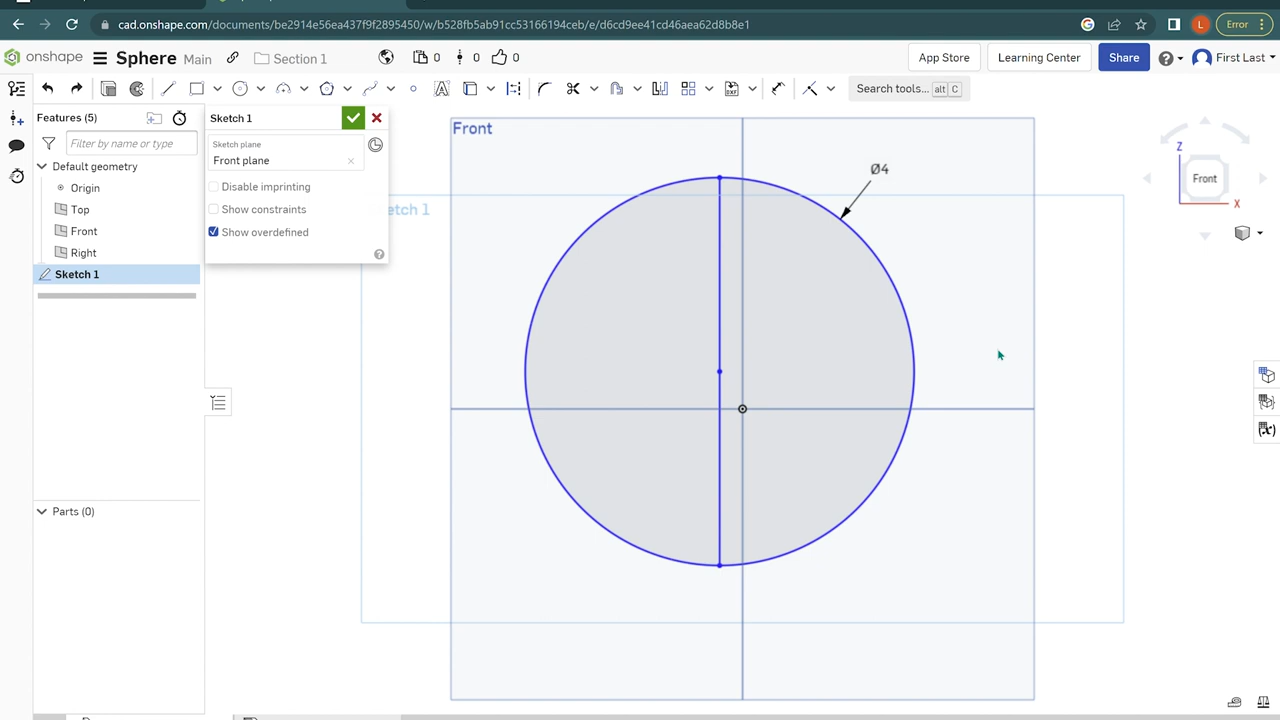 cad.onshape.com/documents/be2914e56ea437f9f2895450/w/b528fb5ab91cc53166194ceb/e/d6cd9ee41cd46aea62d8b8e1
L
Error
onshape
Sphere Main
Section 1
0
0
0
App Store
Learning Center
Share
First Last
Search tools...
alt C
Features (5)
Filter by name or type
Default geometry
Origin
Top
Front
Right
Sketch 1
Parts (0)
Sketch 1
Sketch plane
Front plane
Disable imprinting
Show constraints
Show overdefined
Front
etch 1
Ø4
Z
Front
X
(x)